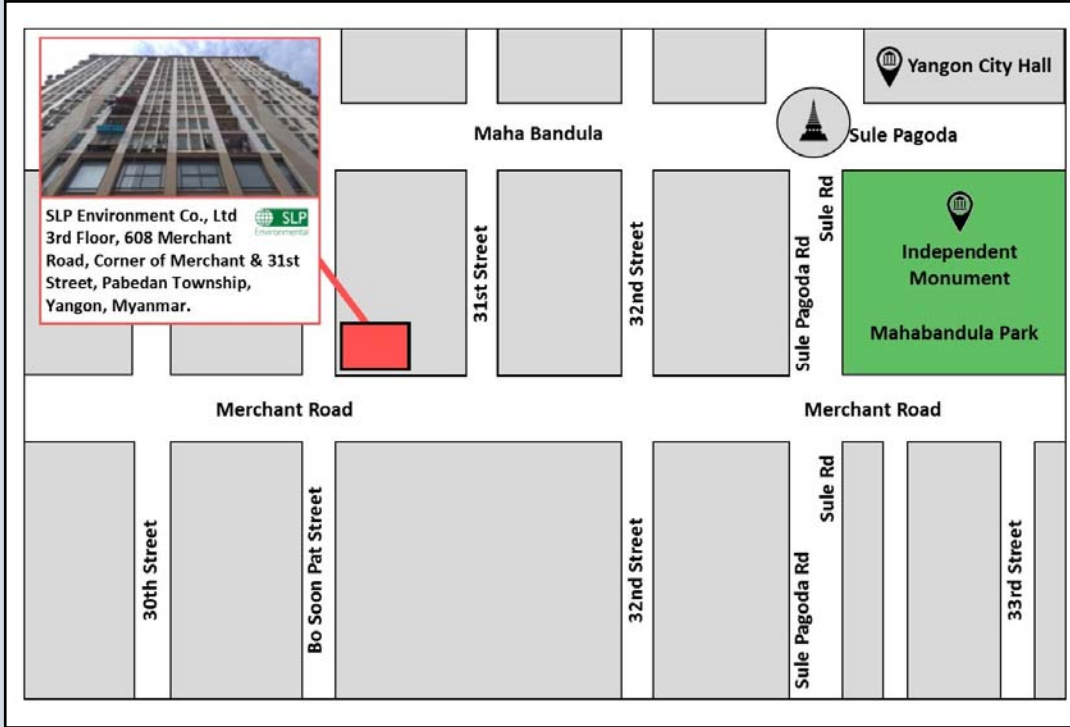 Yangon City Hall
Maha Bandula
Sule Pagoda
SLP Environment Co., Ltd
3rd Floor, 608 Merchant
Road, Corner of Merchant & 31st
Street, Pabedan Township,
Yangon, Myanmar.
SLP
Environmental
31st Street
32nd Street
Sule Pagoda Rd
Sule Rd
Independent
Monument
Mahabandula Park
Merchant Road
Merchant Road
30th Street
Bo Soon Pat Street
32nd Street
Sule Pagoda Rd
Sule Rd
33rd Street